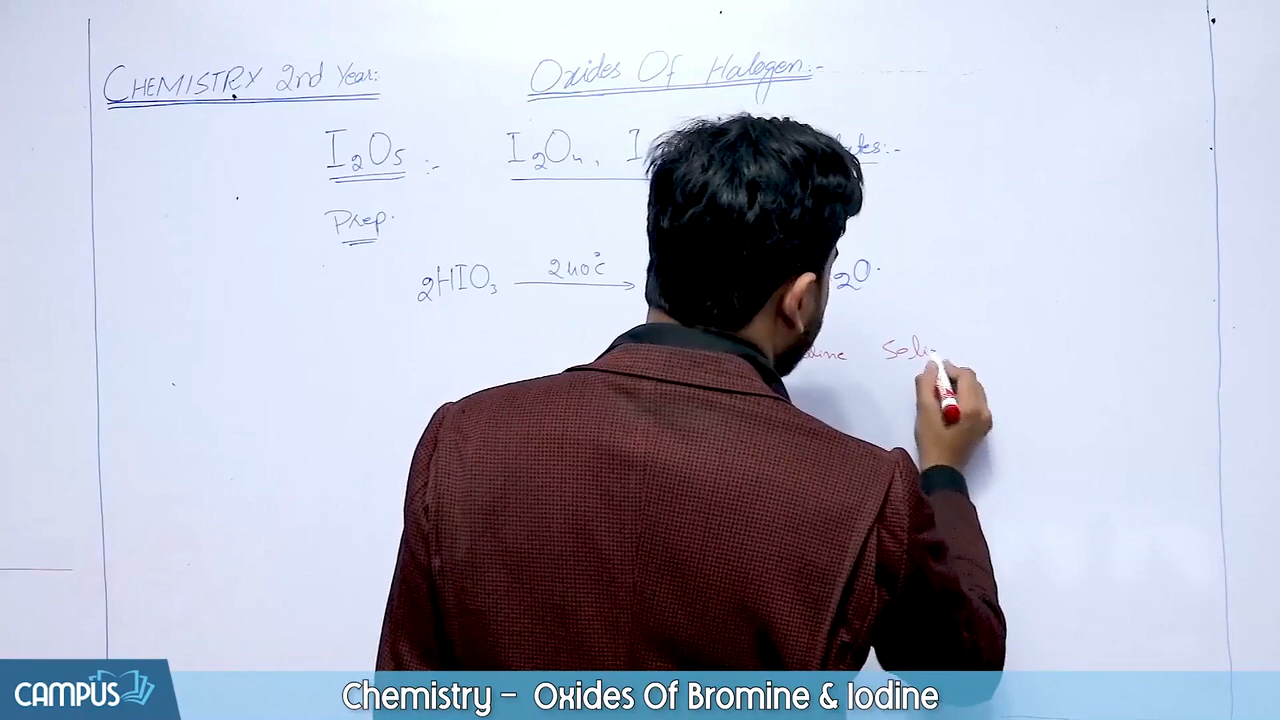 CHEMISTRY 2nd Year:
Oxides Of Halogen:-
I₂O₅ :-
I₂O₄, I
Prep.
2HIO₃ —240°C→ ₂O.
Soli
CAMPUS
Chemistry – Oxides Of Bromine & Iodine